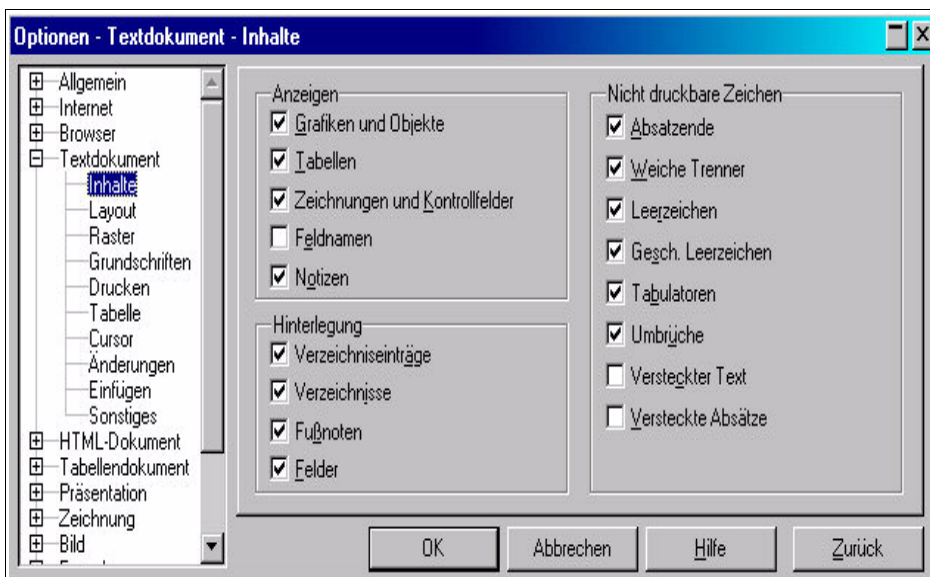 Optionen - Textdokument - Inhalte
Allgemein
Internet
Browser
Textdokument
Inhalte
Layout
Raster
Grundschriften
Drucken
Tabelle
Cursor
Änderungen
Einfügen
Sonstiges
HTML-Dokument
Tabellendokument
Präsentation
Zeichnung
Bild
Anzeigen
Grafiken und Objekte
Tabellen
Zeichnungen und Kontrollfelder
Feldnamen
Notizen
Hinterlegung
Verzeichniseinträge
Verzeichnisse
Fußnoten
Felder
Nicht druckbare Zeichen
Absatzende
Weiche Trenner
Leerzeichen
Gesch. Leerzeichen
Tabulatoren
Umbrüche
Versteckter Text
Versteckte Absätze
OK
Abbrechen
Hilfe
Zurück